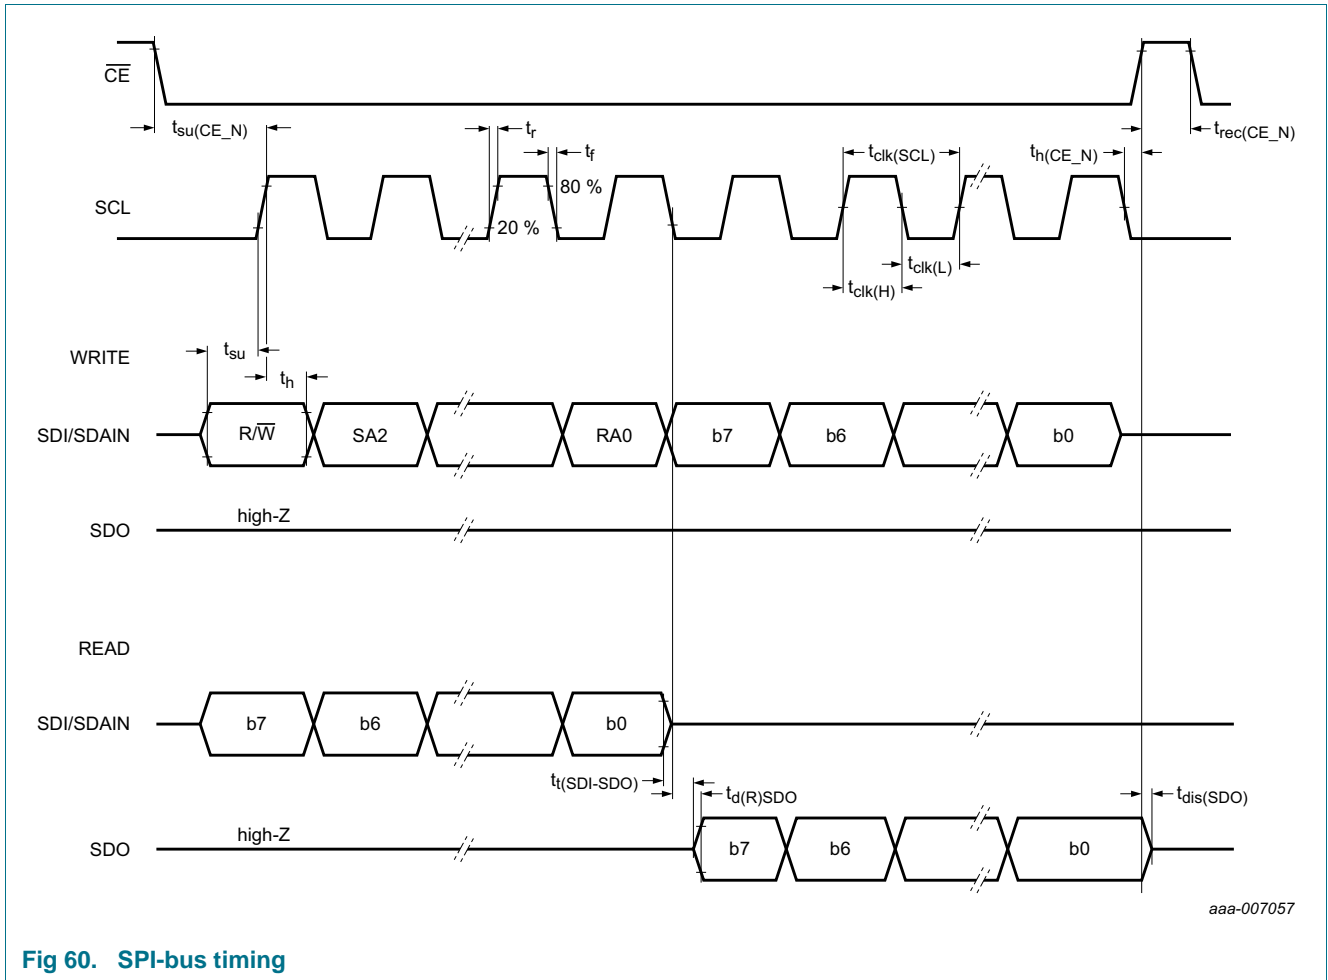 CE
tsu(CE_N)
tr
tf
tclk(SCL)
th(CE_N)
trec(CE_N)
SCL
80 %
20 %
tclk(L)
tclk(H)
WRITE
tsu
th
SDI/SDAIN
R/W
SA2
RA0
b7
b6
b0
SDO
high-Z
READ
SDI/SDAIN
b7
b6
b0
tt(SDI-SDO)
td(R)SDO
tdis(SDO)
SDO
high-Z
b7
b6
b0
aaa-007057
Fig 60. SPI-bus timing